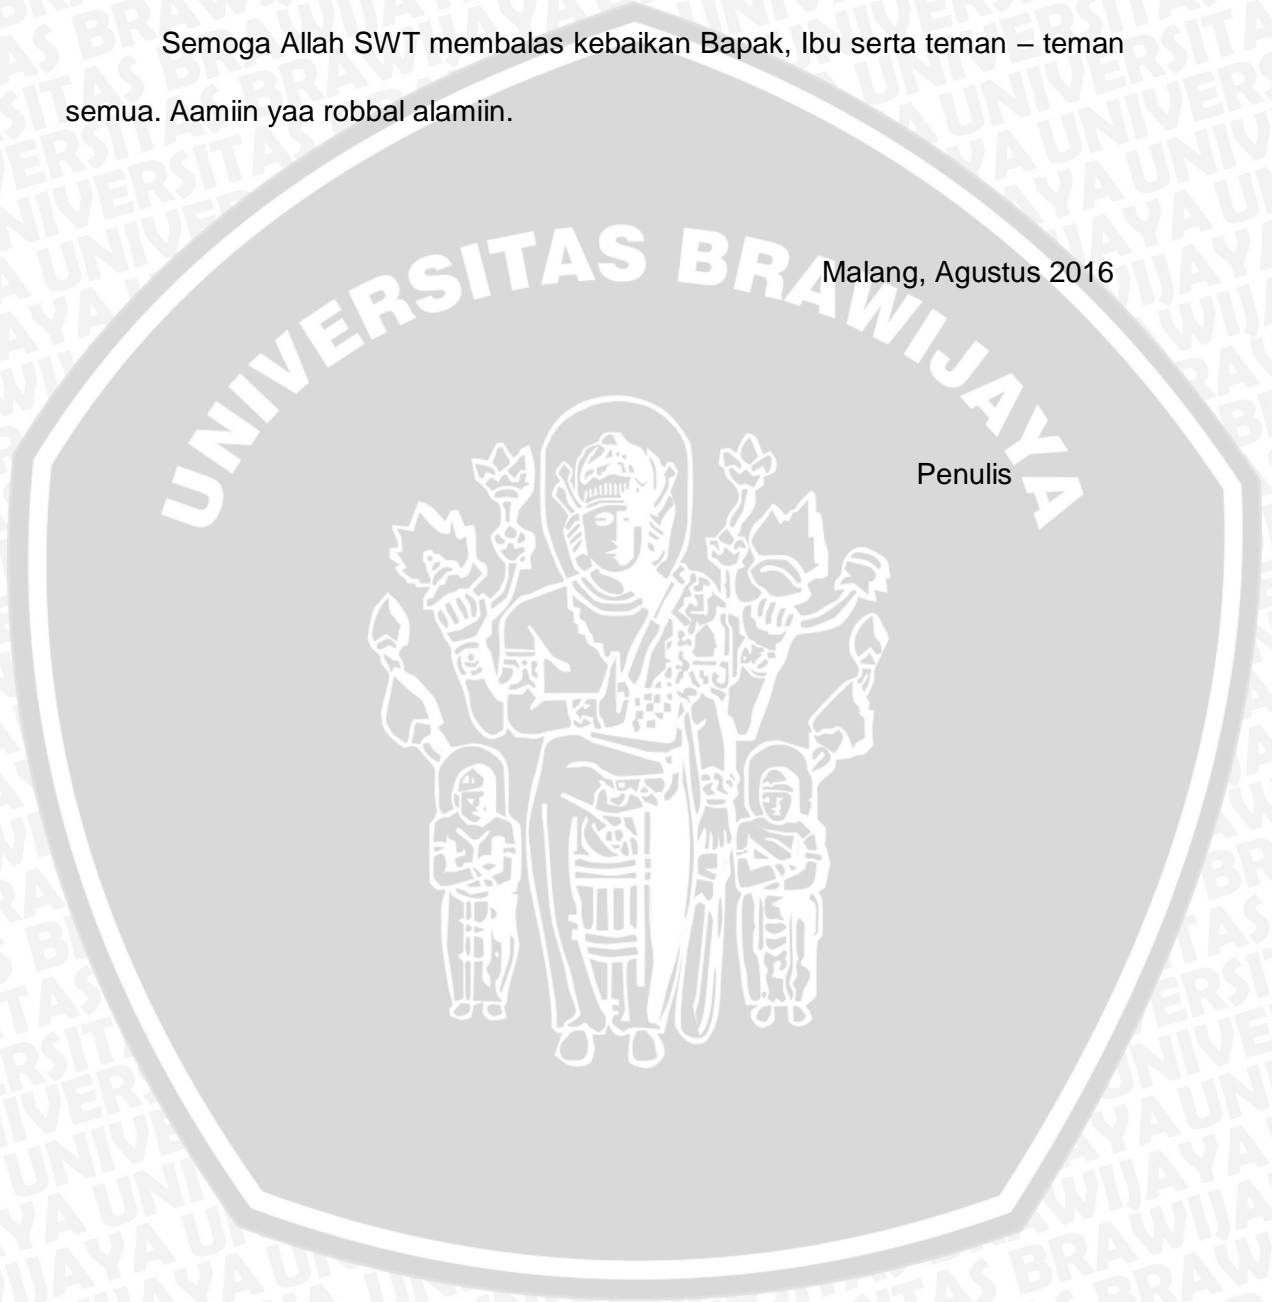 Semoga Allah SWT membalas kebaikan Bapak, Ibu serta teman – teman
semua. Aamiin yaa robbal alamiin.
UNIVERSITAS BRAWIJAYA
Malang, Agustus 2016
Penulis